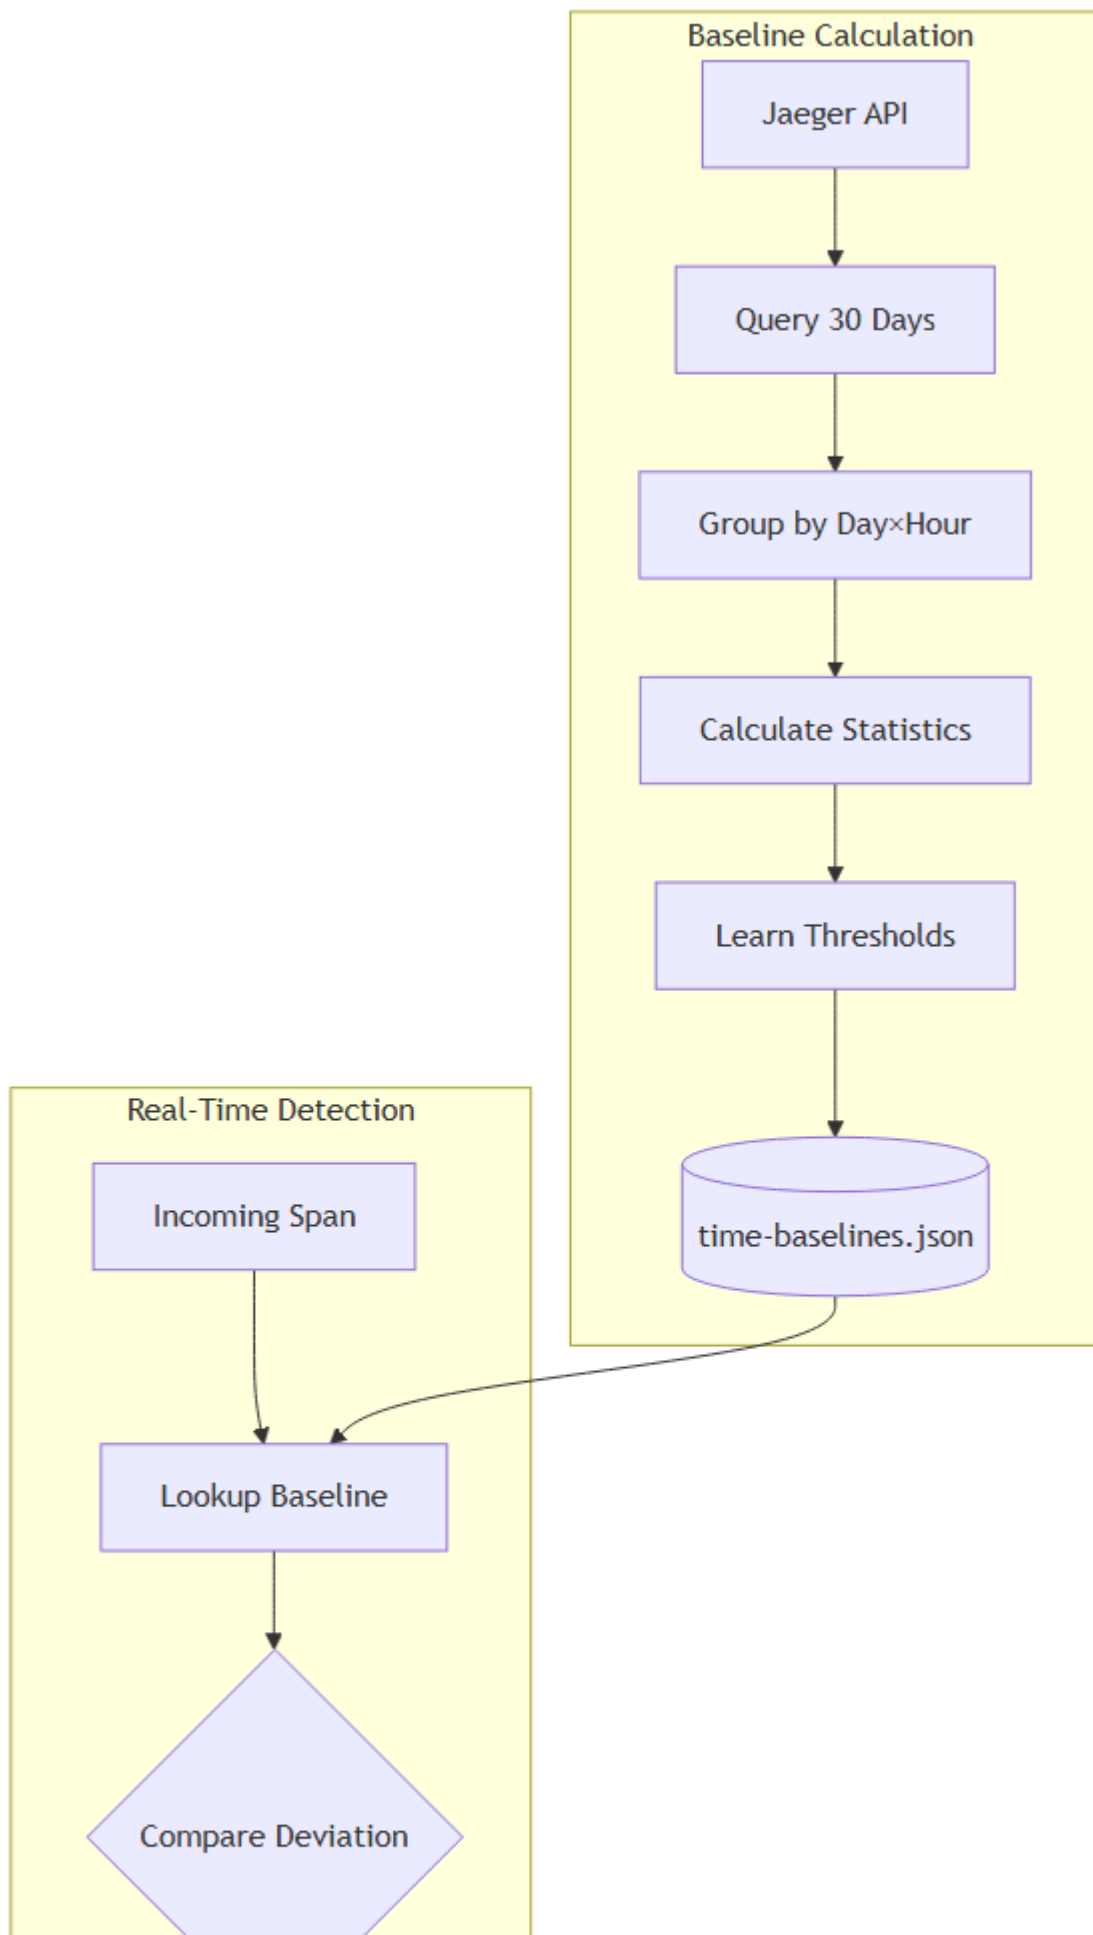 Baseline Calculation
Jaeger API
Query 30 Days
Group by Day×Hour
Calculate Statistics
Learn Thresholds
time-baselines.json
Real-Time Detection
Incoming Span
Lookup Baseline
Compare Deviation